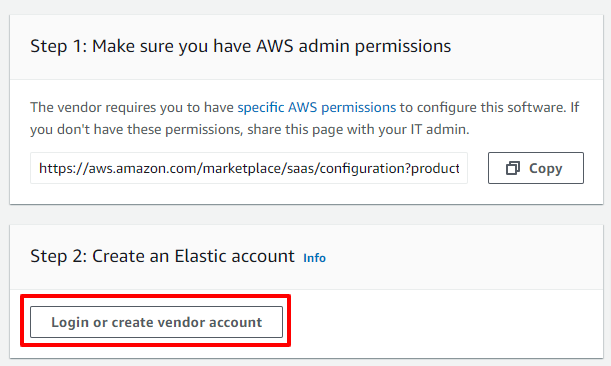 Step 1: Make sure you have AWS admin permissions
The vendor requires you to have specific AWS permissions to configure this software. If
you don't have these permissions, share this page with your IT admin.
https://aws.amazon.com/marketplace/saas/configuration?product
Copy
Step 2: Create an Elastic account Info
Login or create vendor account